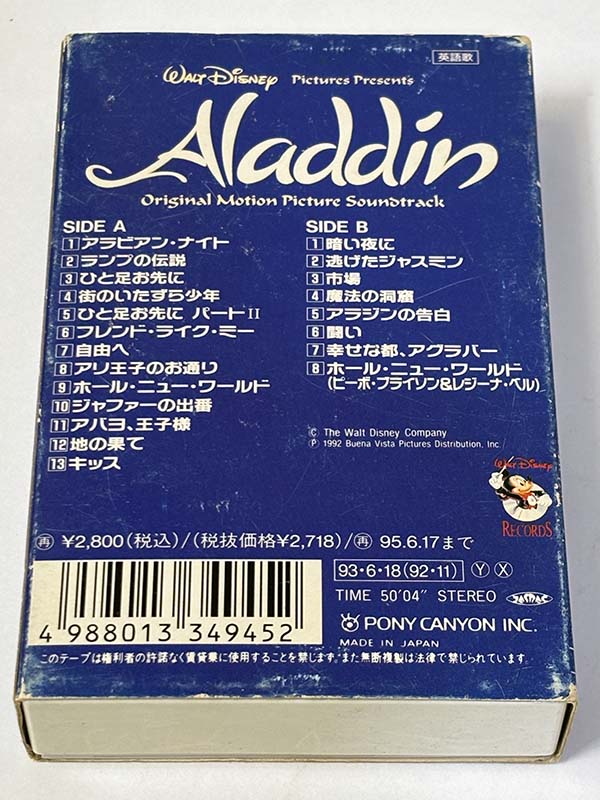 英語歌
WALT DISNEY Pictures Presents
Aladdin
Original Motion Picture Soundtrack
SIDE A
1 アラビアン・ナイト
2 ランプの伝説
3 ひと足お先に
4 街のいたずら少年
5 ひと足お先に パートII
6 フレンド・ライク・ミー
7 自由へ
8 アリ王子のお通り
9 ホール・ニュー・ワールド
10 ジャファーの出番
11 アバヨ、王子様
12 地の果て
13 キッス
SIDE B
1 暗い夜に
2 逃げたジャスミン
3 市場
4 魔法の洞窟
5 アラジンの告白
6 闘い
7 幸せな都、アグラバー
8 ホール・ニュー・ワールド
(ピーボ・ブライソン&レジーナ・ベル)
© The Walt Disney Company
℗ 1992 Buena Vista Pictures Distribution, Inc.
WALT DISNEY
RECORDS
再 ¥2,800(税込)/(税抜価格¥2,718)/再 95.6.17まで
93・6・18(92・11) Y X
TIME 50'04" STEREO
4 988013 349452
PONY CANYON INC.
MADE IN JAPAN
このテープは権利者の許諾なく賃貸業に使用することを禁じます。また無断複製は法律で禁じられています。